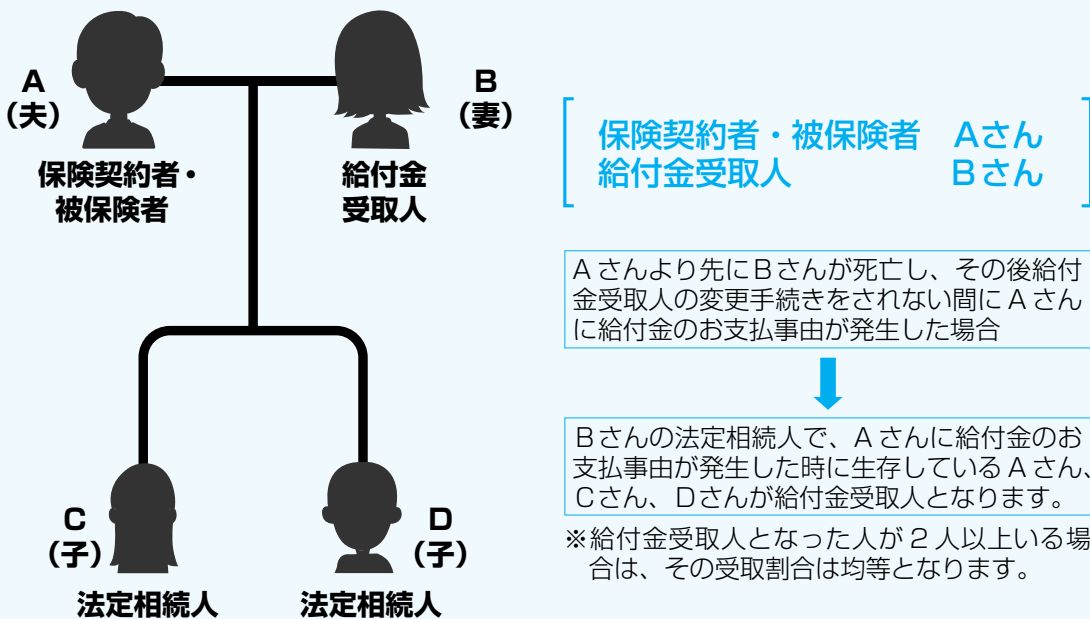 A
(夫)
保険契約者・
被保険者
B
(妻)
給付金
受取人
C
(子)
法定相続人
D
(子)
法定相続人
保険契約者・被保険者 Aさん
給付金受取人 Bさん
Aさんより先にBさんが死亡し、その後給付
金受取人の変更手続きをされない間にAさん
に給付金のお支払事由が発生した場合
Bさんの法定相続人で、Aさんに給付金のお
支払事由が発生した時に生存しているAさん、
Cさん、Dさんが給付金受取人となります。
※給付金受取人となった人が2人以上いる場
合は、その受取割合は均等となります。